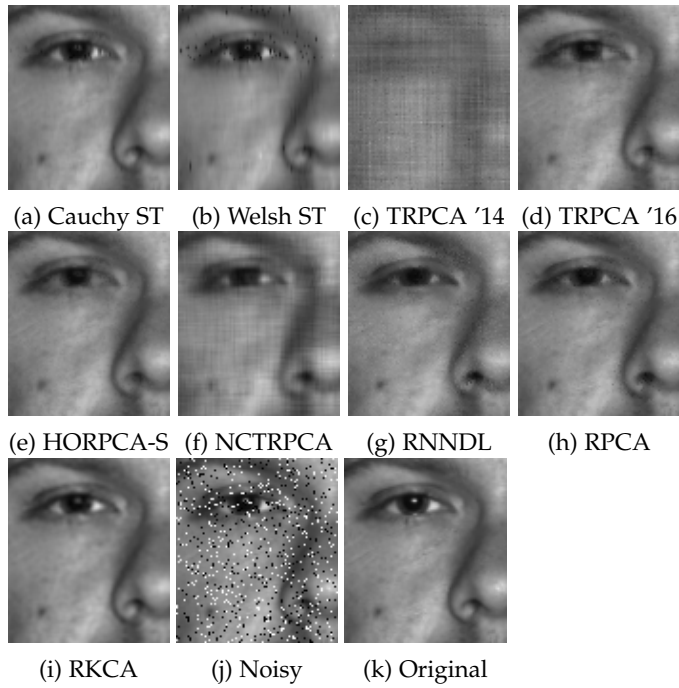 (a) Cauchy ST (b) Welsh ST (c) TRPCA '14 (d) TRPCA '16
(e) HORPCA-S (f) NCTRPCA (g) RNNDL (h) RPCA
(i) RKCA (j) Noisy (k) Original